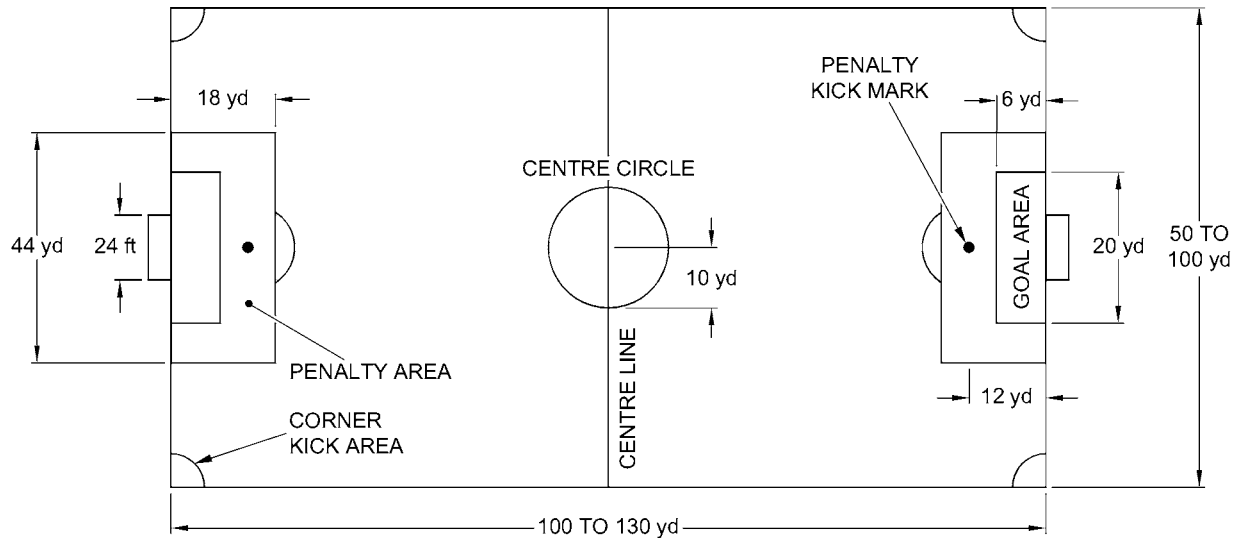 18 yd
PENALTY
KICK MARK
6 yd
CENTRE CIRCLE
44 yd
24 ft
10 yd
GOAL AREA
20 yd
50 TO
100 yd
PENALTY AREA
CENTRE LINE
12 yd
CORNER
KICK AREA
100 TO 130 yd